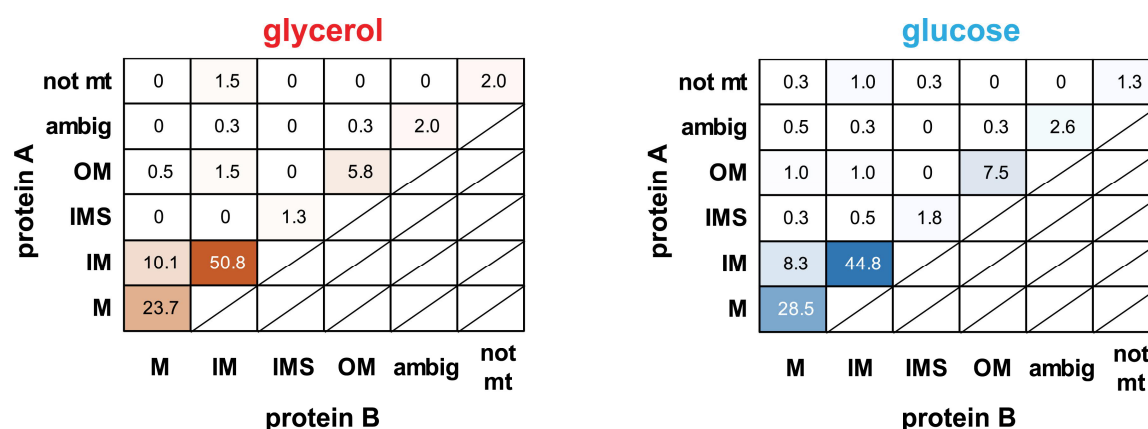 glycerol
not mt 0 1.5 0 0 0 2.0
ambig 0 0.3 0 0.3 2.0
OM 0.5 1.5 0 5.8
IMS 0 0 1.3
IM 10.1 50.8
M 23.7
M IM IMS OM ambig not mt
protein A
protein B
glucose
not mt 0.3 1.0 0.3 0 0 1.3
ambig 0.5 0.3 0 0.3 2.6
OM 1.0 1.0 0 7.5
IMS 0.3 0.5 1.8
IM 8.3 44.8
M 28.5
M IM IMS OM ambig not mt
protein A
protein B